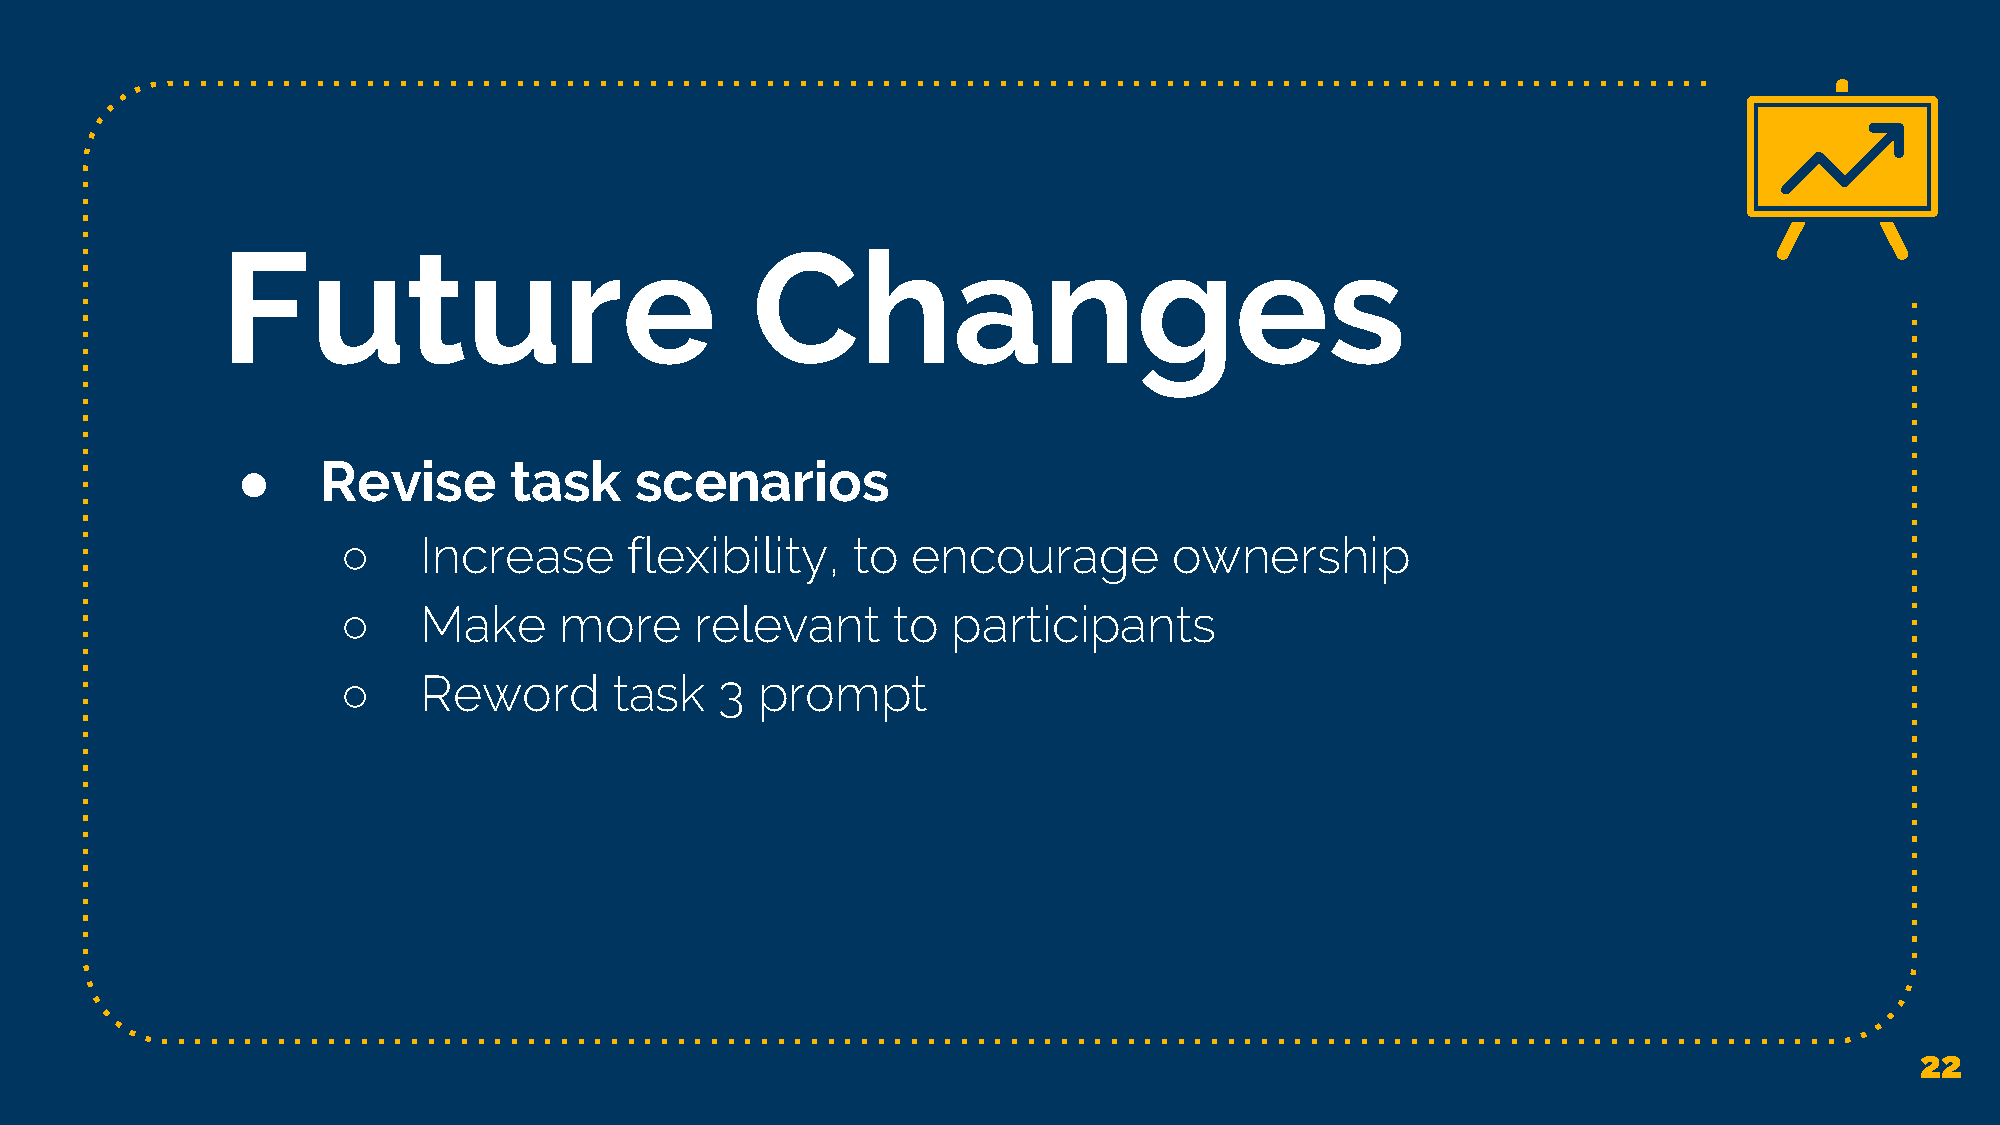 Future Changes
● Revise task scenarios
○ Increase flexibility, to encourage ownership
○ Make more relevant to participants
○ Reword task 3 prompt
22